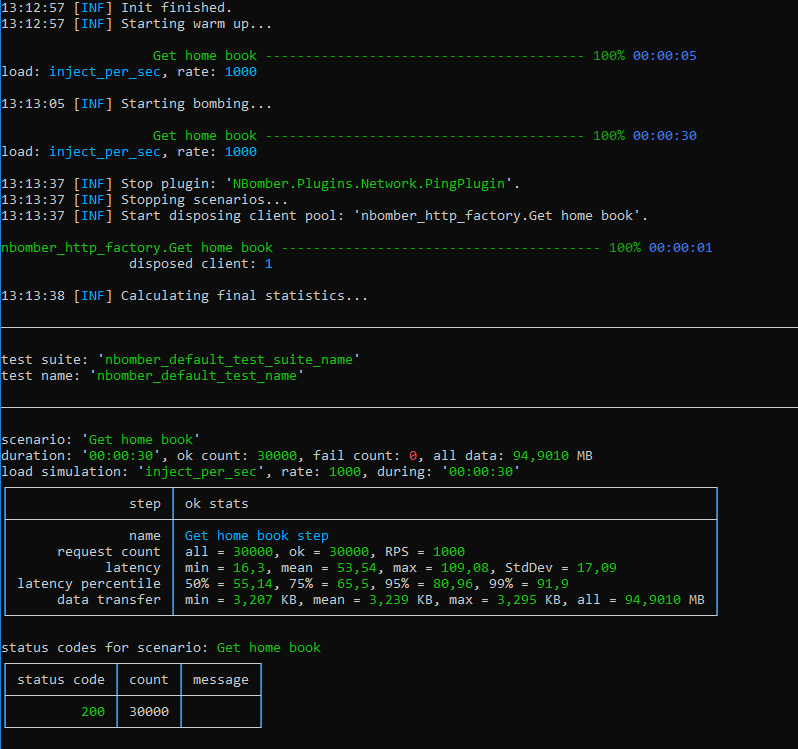 13:12:57 [INF] Init finished.
13:12:57 [INF] Starting warm up...
Get home book ---------------------------------------- 100% 00:00:05
load: inject_per_sec, rate: 1000
13:13:05 [INF] Starting bombing...
Get home book ---------------------------------------- 100% 00:00:30
load: inject_per_sec, rate: 1000
13:13:37 [INF] Stop plugin: 'NBomber.Plugins.Network.PingPlugin'.
13:13:37 [INF] Stopping scenarios...
13:13:37 [INF] Start disposing client pool: 'nbomber_http_factory.Get home book'.
nbomber_http_factory.Get home book ---------------------------------------- 100% 00:00:01
disposed client: 1
13:13:38 [INF] Calculating final statistics...
test suite: 'nbomber_default_test_suite_name'
test name: 'nbomber_default_test_name'
scenario: 'Get home book'
duration: '00:00:30', ok count: 30000, fail count: 0, all data: 94,9010 MB
load simulation: 'inject_per_sec', rate: 1000, during: '00:00:30'
step ok stats
name Get home book step
request count all = 30000, ok = 30000, RPS = 1000
latency min = 16,3, mean = 53,54, max = 109,08, StdDev = 17,09
latency percentile 50% = 55,14, 75% = 65,5, 95% = 80,96, 99% = 91,9
data transfer min = 3,207 KB, mean = 3,239 KB, max = 3,295 KB, all = 94,9010 MB
status codes for scenario: Get home book
status code count message
200 30000